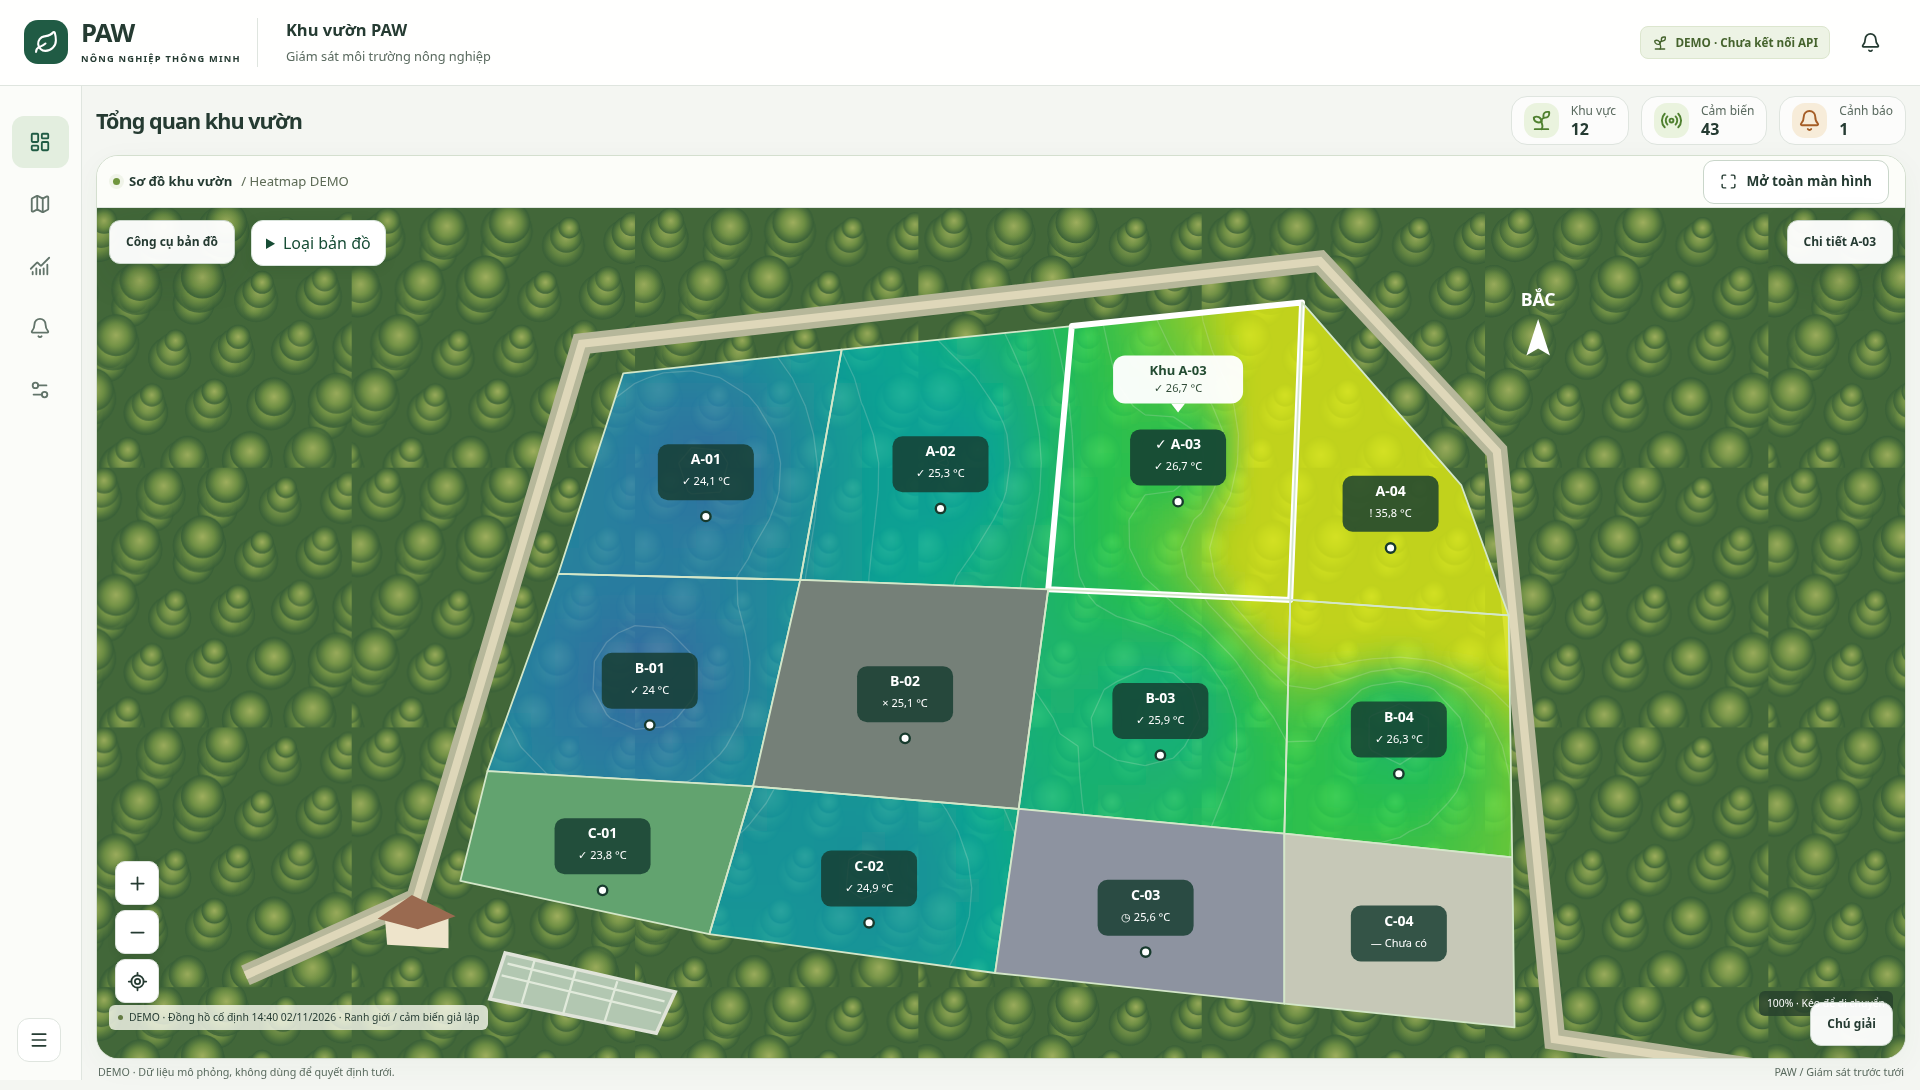 PAW
NÔNG NGHIỆP THÔNG MINH
Khu vườn PAW
Giám sát môi trường nông nghiệp
DEMO · Chưa kết nối API
Tổng quan khu vườn
Khu vực
12
Cảm biến
43
Cảnh báo
1
Sơ đồ khu vườn / Heatmap DEMO
Mở toàn màn hình
Công cụ bản đồ
▶ Loại bản đồ
Chi tiết A-03
BẮC
Khu A-03
✓ 26,7 °C
A-01
✓ 24,1 °C
A-02
✓ 25,3 °C
✓ A-03
✓ 26,7 °C
A-04
! 35,8 °C
B-01
✓ 24 °C
B-02
× 25,1 °C
B-03
✓ 25,9 °C
B-04
✓ 26,3 °C
C-01
✓ 23,8 °C
C-02
✓ 24,9 °C
C-03
◷ 25,6 °C
C-04
— Chưa có
100% · Kéo để di chuyển
Chú giải
DEMO · Đồng hồ cố định 14:40 02/11/2026 · Ranh giới / cảm biến giả lập
DEMO · Dữ liệu mô phỏng, không dùng để quyết định tưới.
PAW / Giám sát trước tưới